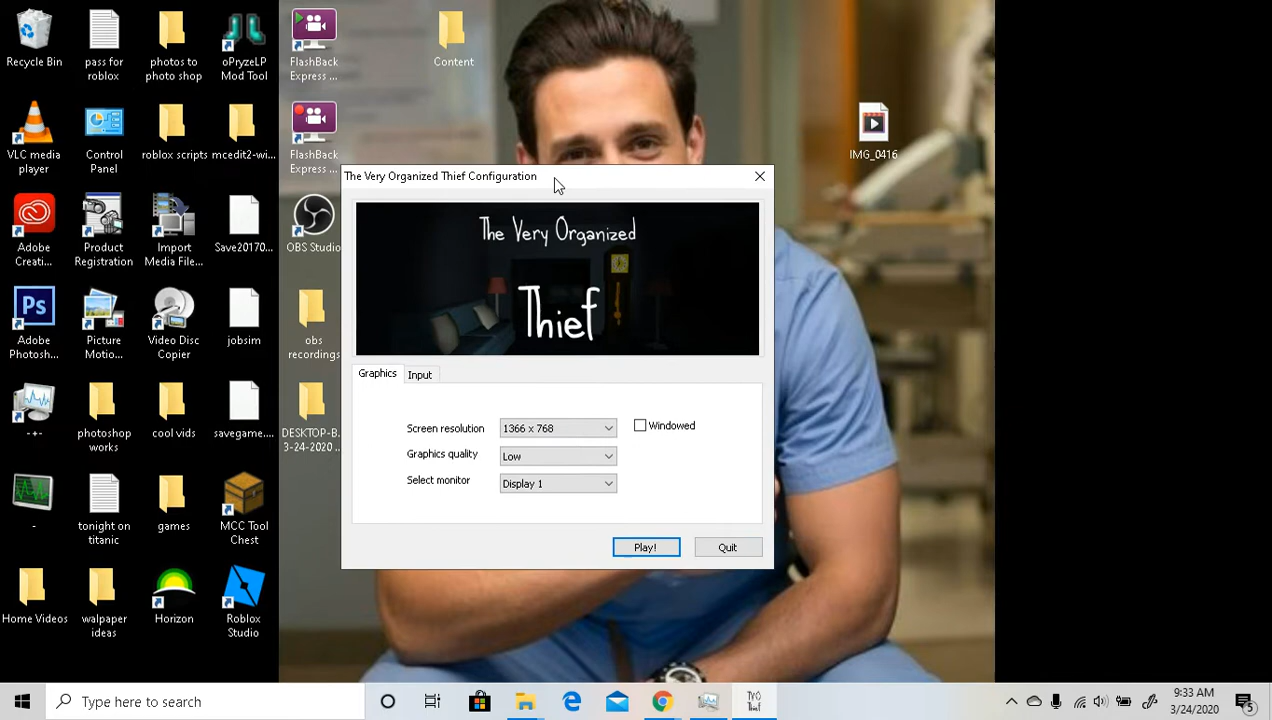 Recycle Bin
pass for
roblox
photos to
photo shop
oPryzeLP
Mod Tool
FlashBack
Express ...
Content
VLC media
player
Control
Panel
roblox scripts
mcedit2-wi...
FlashBack
Express ...
IMG_0416
Adobe
Creati...
Product
Registration
Import
Media File...
Save20170...
OBS Studio
Adobe
Photosh...
Picture
Motio...
Video Disc
Copier
jobsim
obs
recordings
-+-
photoshop
works
cool vids
savegame....
DESKTOP-B...
3-24-2020 ...
-
tonight on
titanic
games
MCC Tool
Chest
Home Videos
walpaper
ideas
Horizon
Roblox
Studio
The Very Organized Thief Configuration
The Very Organized
Thief
Graphics
Input
Screen resolution
1366 x 768
Windowed
Graphics quality
Low
Select monitor
Display 1
Play!
Quit
Type here to search
TVO
Thief
9:33 AM
3/24/2020
5